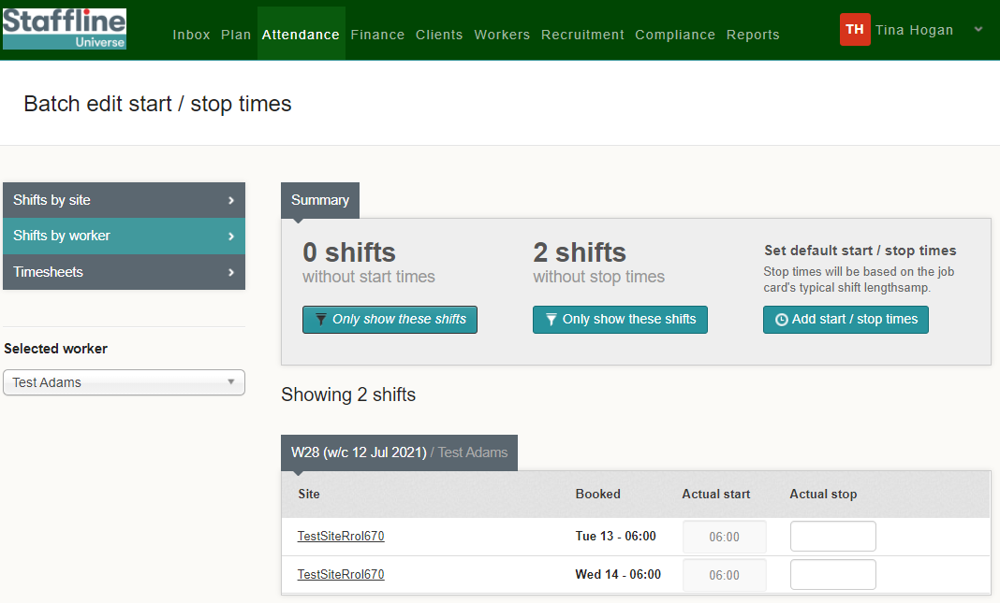 Staffline
Universe
Inbox Plan Attendance Finance Clients Workers Recruitment Compliance Reports
TH Tina Hogan
Batch edit start / stop times
Shifts by site
Shifts by worker
Timesheets
Selected worker
Test Adams
Summary
0 shifts
without start times
Only show these shifts
2 shifts
without stop times
Only show these shifts
Set default start / stop times
Stop times will be based on the job
card's typical shift lengthsamp.
Add start / stop times
Showing 2 shifts
W28 (w/c 12 Jul 2021) / Test Adams
Site Booked Actual start Actual stop
TestSiteRrol670 Tue 13 - 06:00 06:00
TestSiteRrol670 Wed 14 - 06:00 06:00